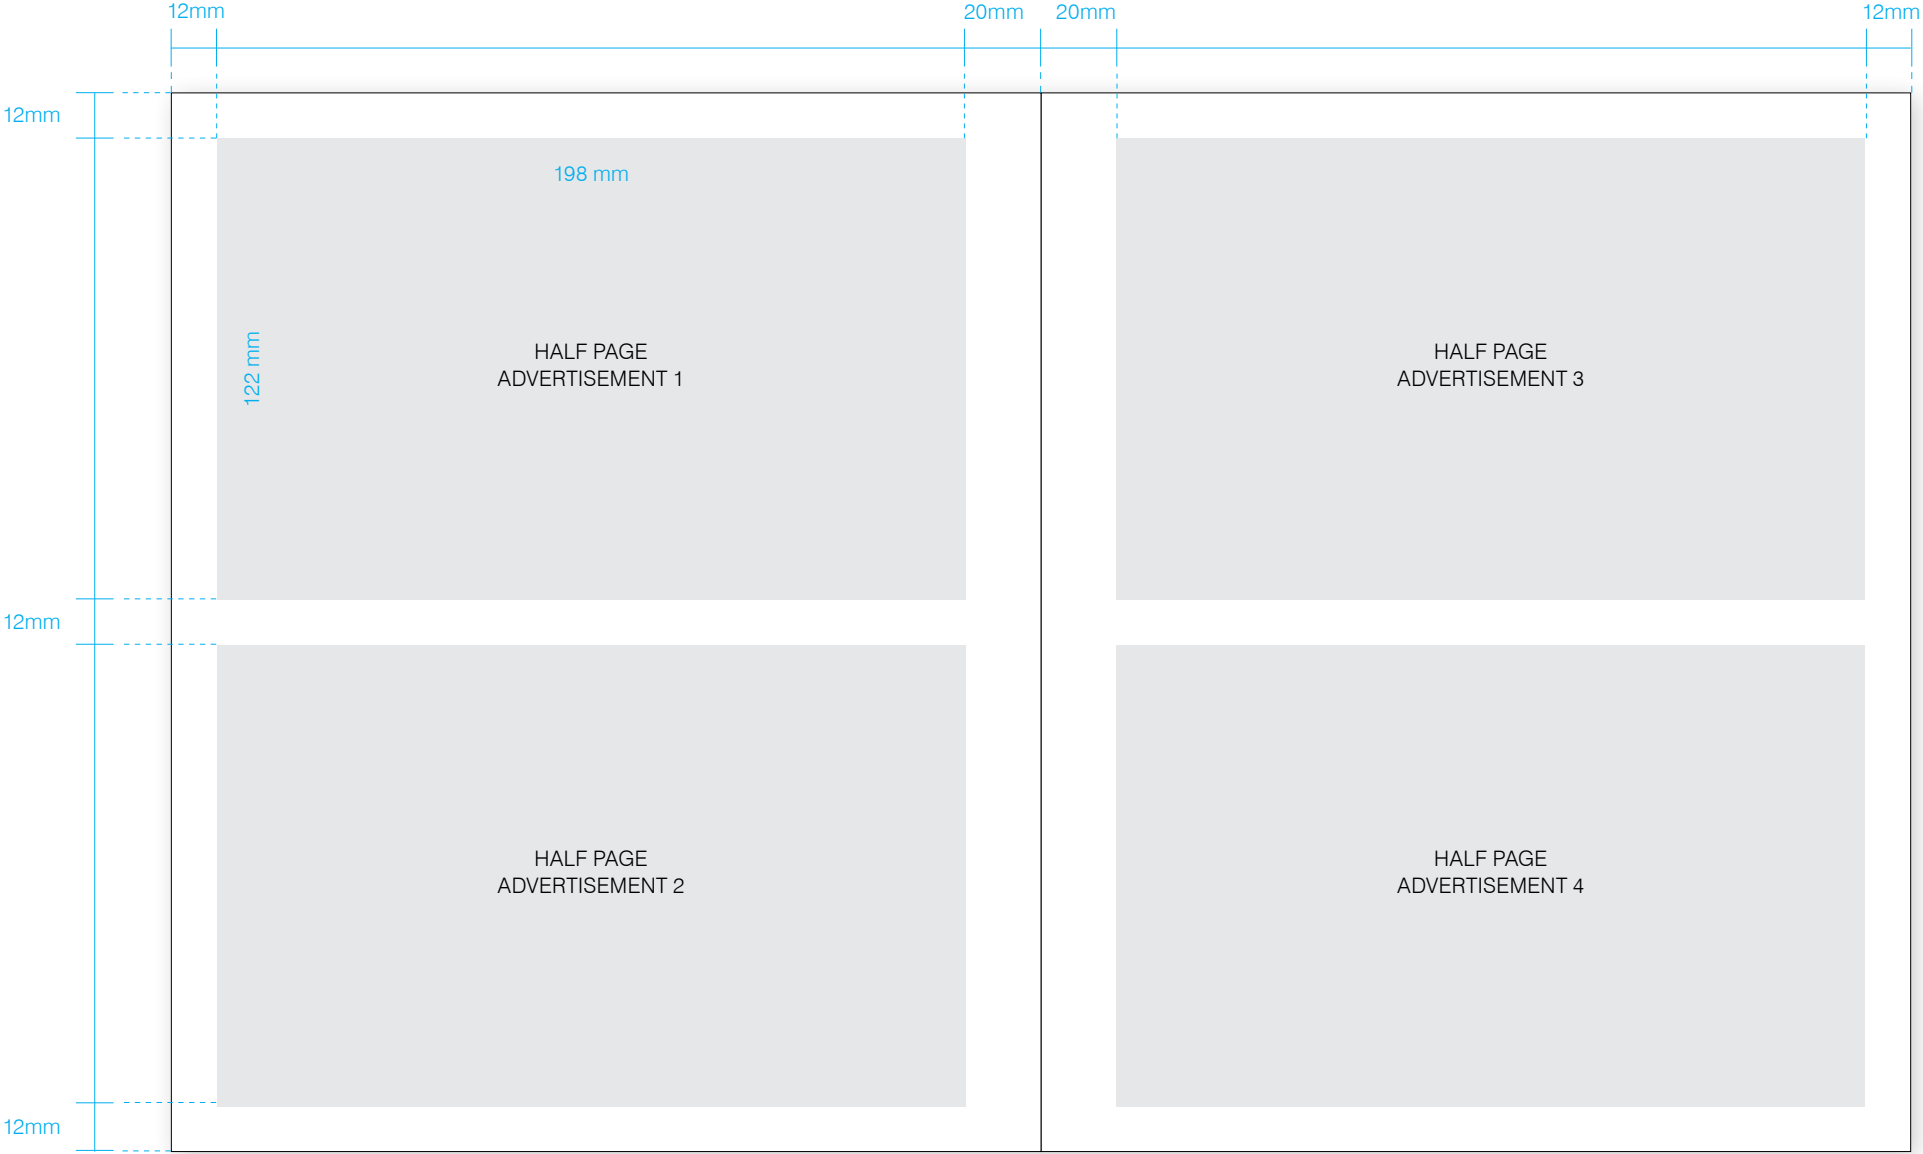 12mm
20mm
20mm
12mm
12mm
198 mm
122 mm
HALF PAGE
ADVERTISEMENT 1
HALF PAGE
ADVERTISEMENT 3
12mm
HALF PAGE
ADVERTISEMENT 2
HALF PAGE
ADVERTISEMENT 4
12mm